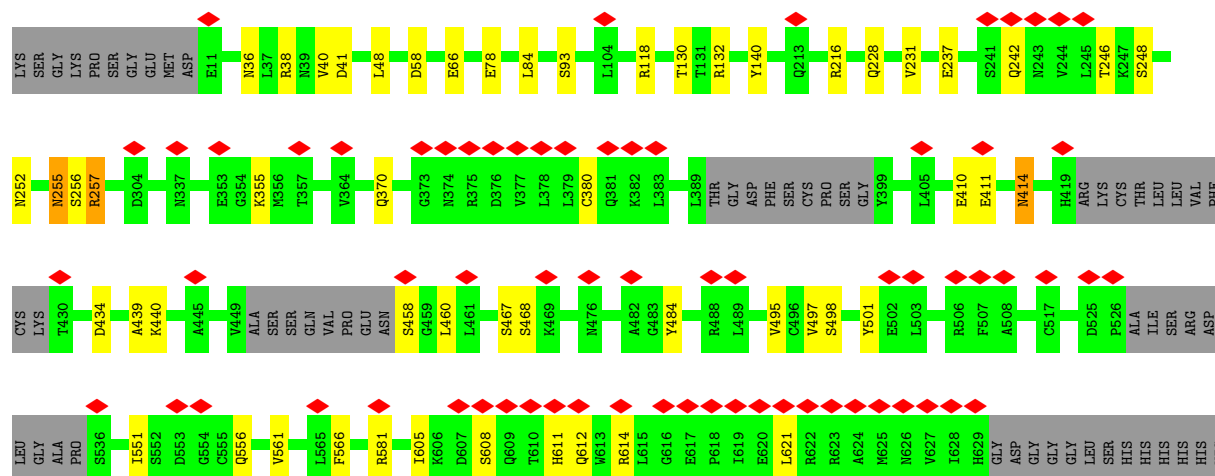 LYS SER GLY LYS PRO SER GLY GLU MET ASP E11 N36 L37 R38 N39 V40 D41 L48 D58 E66 E78 L84 S93 L104 R118 T130 T131 R132 Y140 Q213 R216 Q228 V231 E237 S241 Q242 N243 V244 L245 T246 K247 S248
N252 N255 S256 R257 D304 N337 E353 G354 K355 M356 T357 V364 Q370 G373 N374 R375 D376 V377 L378 L379 C380 Q381 K382 L383 L389 THR GLY ASP PHE SER CYS PRO SER GLY Y399 L405 E410 E411 N414 H419 ARG LYS CYS THR LEU LEU VAL PHE
CYS LYS T430 D434 A439 K440 A445 V449 ALA SER SER GLN VAL PRO GLU ASN S458 G459 L460 L461 S467 S468 K469 N476 A482 G483 Y484 R488 L489 V495 C496 V497 S498 Y501 E502 L503 R506 F507 A508 C517 D525 P526 ALA ILE SER ARG ASP
LEU GLY ALA PRO S536 I551 S552 D553 G554 C555 Q556 V561 L565 F566 R581 I605 K606 D607 S608 Q609 T610 H611 Q612 W613 R614 L615 G616 E617 P618 I619 E620 L621 R622 R623 A624 M625 N626 V627 I628 H629 GLY ASP GLY GLY GLY LEU SER HIS HIS HIS HIS